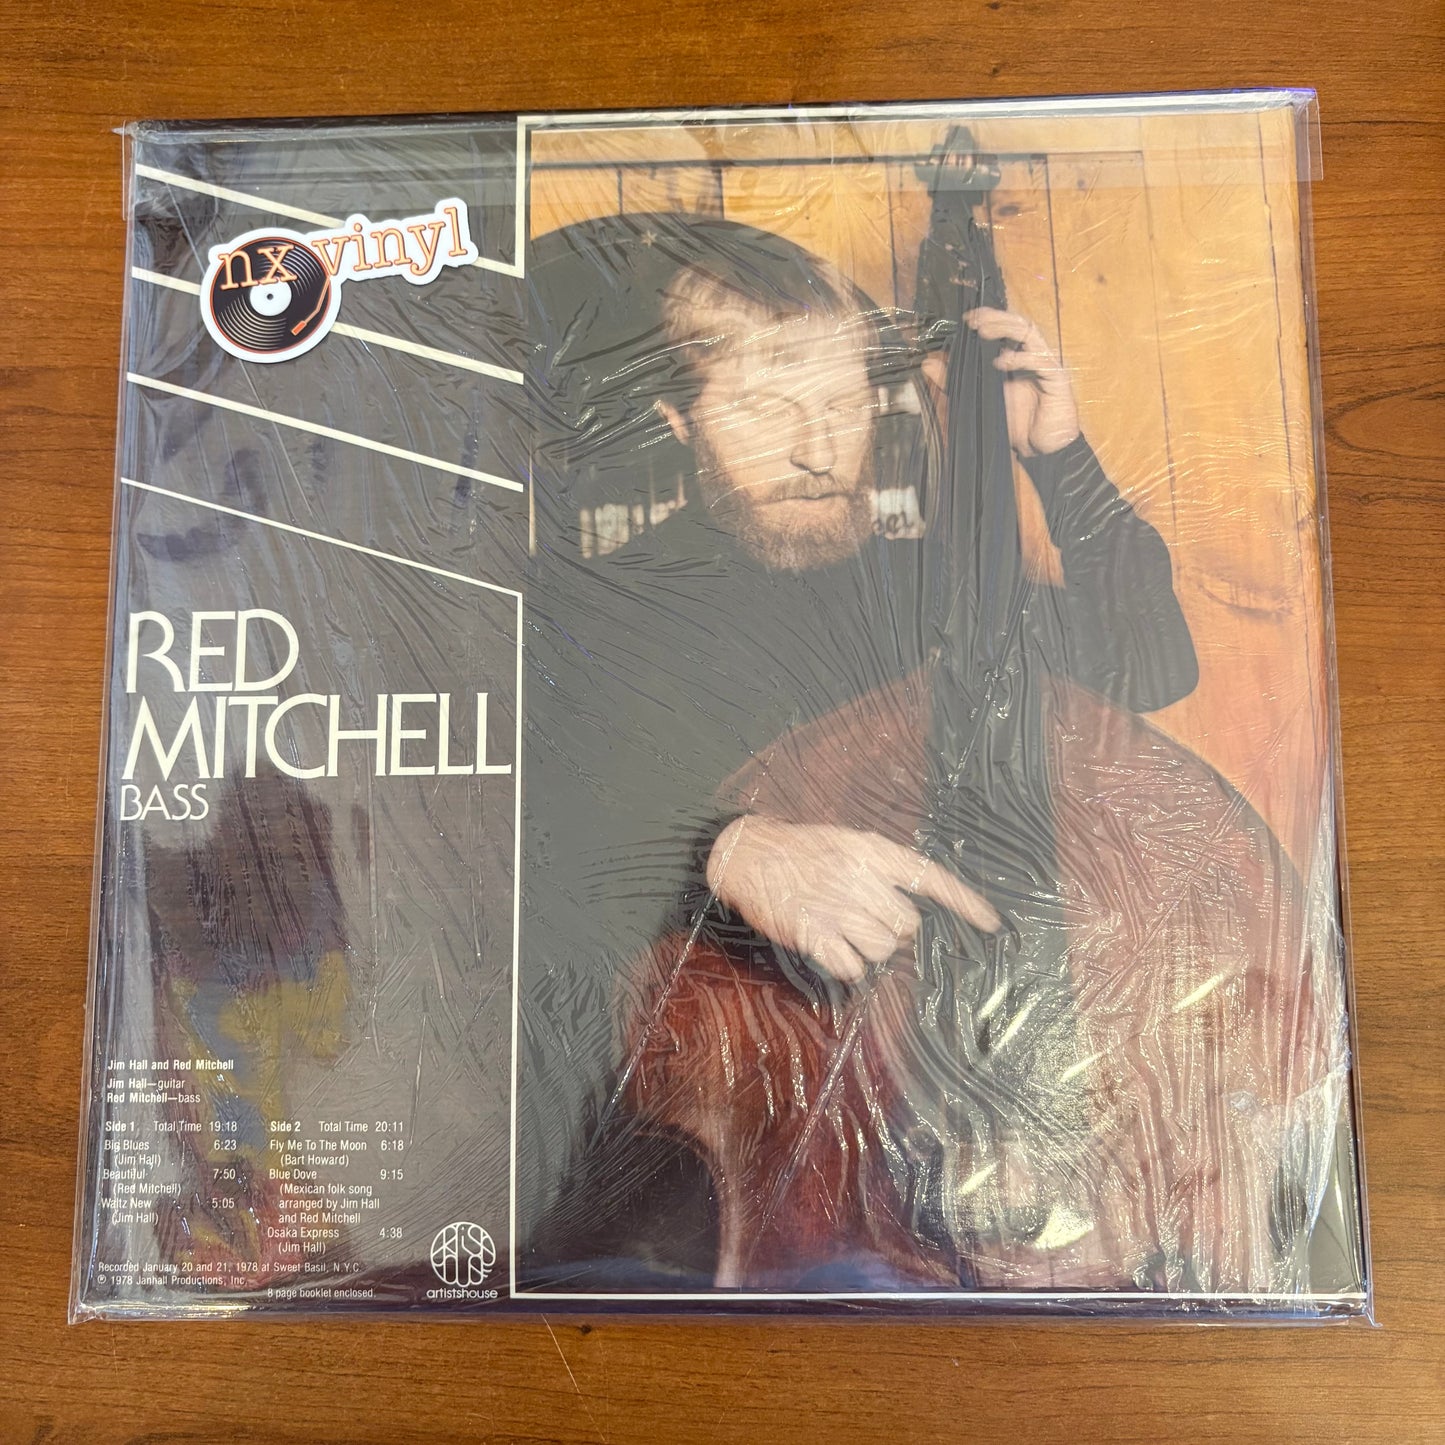 nx vinyl
RED
MITCHELL
BASS
Jim Hall and Red Mitchell
Jim Hall—guitar
Red Mitchell—bass
Side 1 Total Time 19:18
Big Blues 6:23
(Jim Hall)
Beautiful 7:50
(Red Mitchell)
Waltz New 5:05
(Jim Hall)
Side 2 Total Time 20:11
Fly Me To The Moon 6:18
(Bart Howard)
Blue Dove 9:15
(Mexican folk song
arranged by Jim Hall
and Red Mitchell
Osaka Express 4:38
(Jim Hall)
Recorded January 20 and 21, 1978 at Sweet Basil, N.Y.C.
℗ 1978 Janhall Productions, Inc.
8 page booklet enclosed.
artistshouse